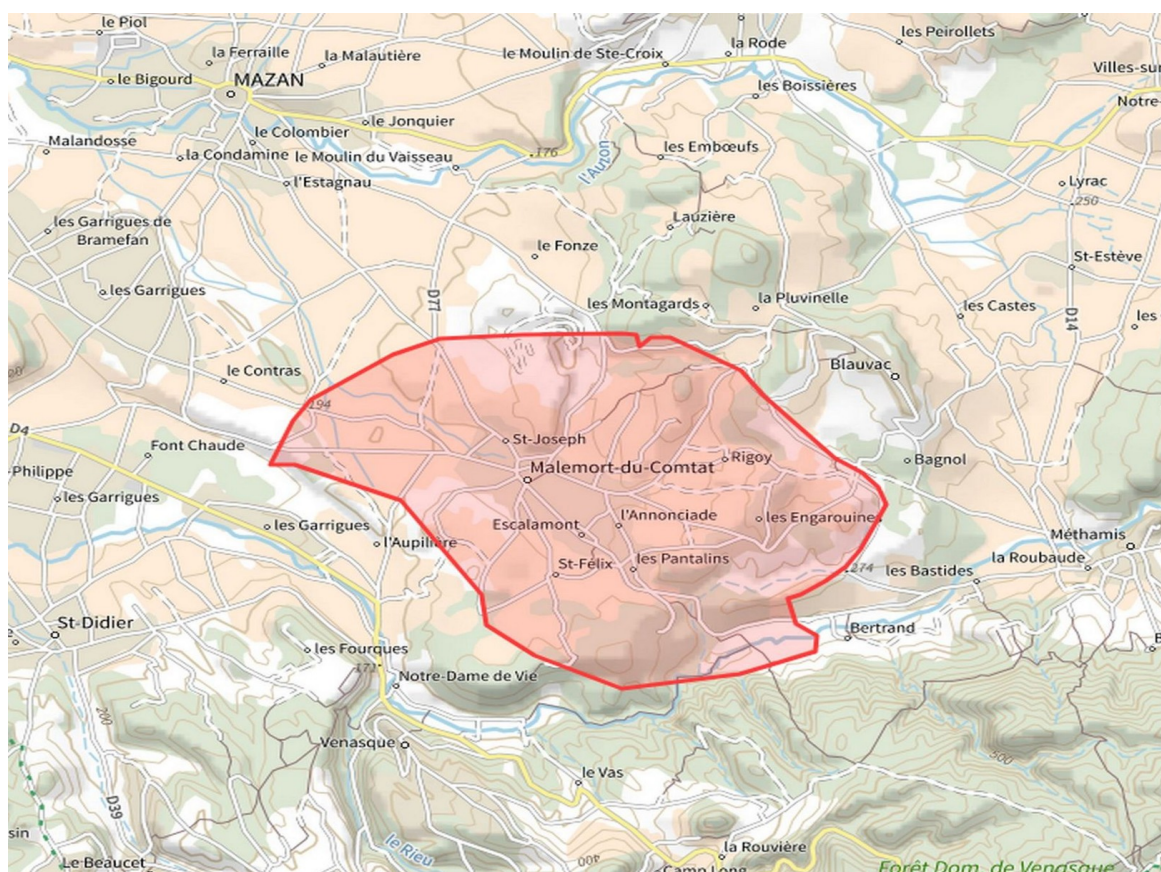 le Piol
la Ferraille
la Malautière
le Moulin de Ste-Croix
la Rode
les Peirollets
le Bigourd
MAZAN
les Boissières
Villes-sur
Notre-
le Jonquier
le Colombier
Malandosse
la Condamine
le Moulin du Vaisseau
176
l'Auzon
les Embœufs
l'Estagnau
Lyrac
250
les Garrigues de
Bramefan
Lauzière
le Fonze
St-Estève
les Garrigues
D77
les Montagards
la Pluvinelle
les Castes
D14
les
le Contras
Blauvac
194
D4
Font Chaude
St-Joseph
Malemort-du-Comtat
Rigoy
Bagnol
Philippe
les Garrigues
les Garrigues
Escalamont
l'Annonciade
les Engarouines
l'Aupilière
Méthamis
la Roubaude
St-Félix
les Pantalins
274
les Bastides
St-Didier
Bertrand
les Fourques
171
Notre-Dame de Vie
200
Venasque
500
le Vas
D39
sin
le Rieu
Le Beaucet
400
la Rouvière
Camp Long
Forêt Dom. de Venasque